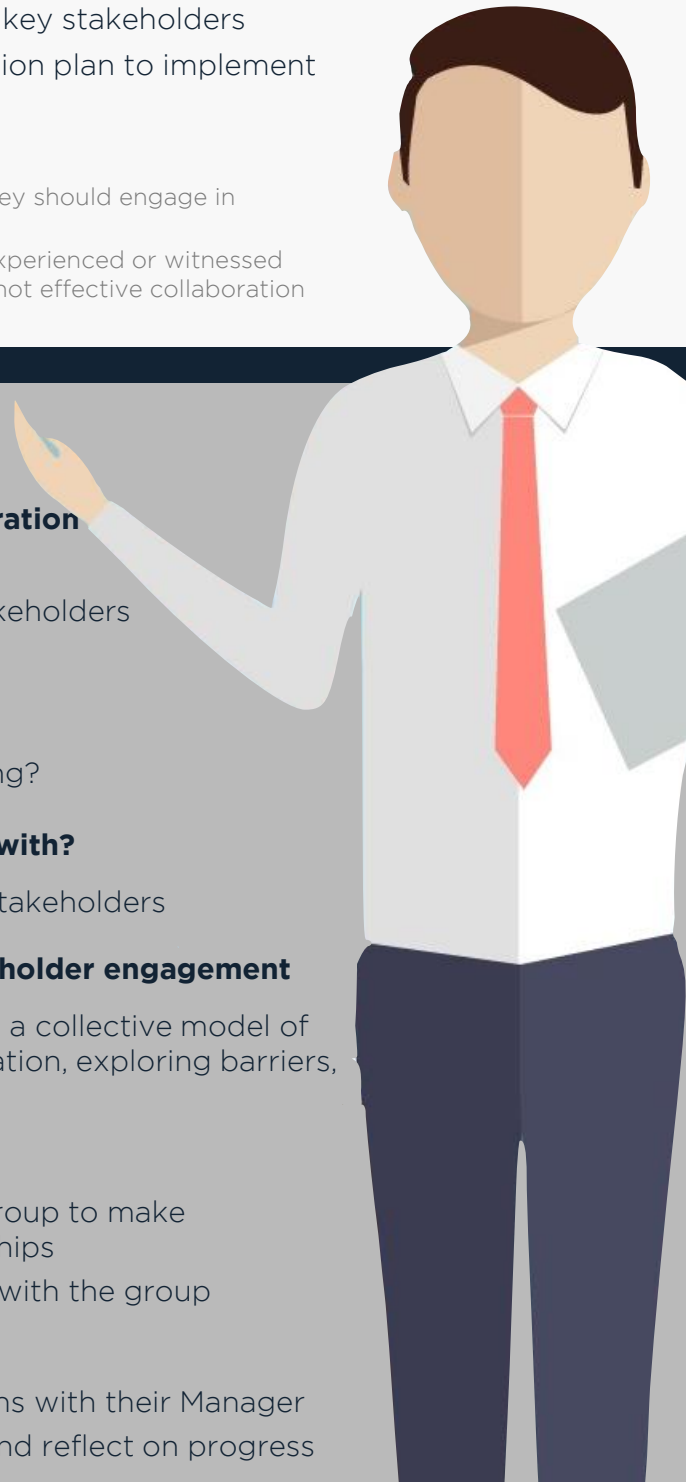 key stakeholders
ion plan to implement
ey should engage in
xperienced or witnessed
not effective collaboration
ration
keholders
ng?
with?
takeholders
holder engagement
a collective model of
ation, exploring barriers,
roup to make
hips
with the group
ns with their Manager
nd reflect on progress